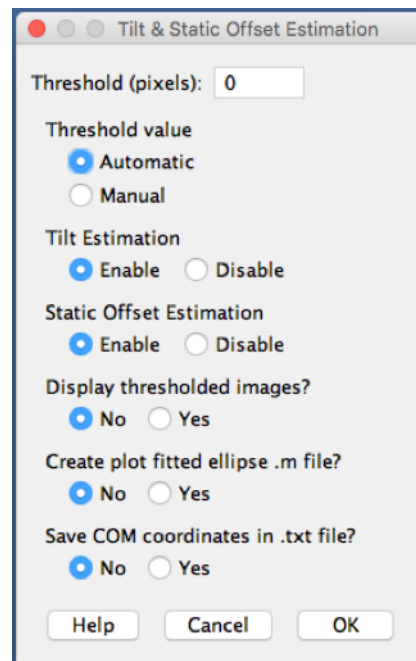 Tilt & Static Offset Estimation
Threshold (pixels): 0
Threshold value
Automatic
Manual
Tilt Estimation
Enable Disable
Static Offset Estimation
Enable Disable
Display thresholded images?
No Yes
Create plot fitted ellipse .m file?
No Yes
Save COM coordinates in .txt file?
No Yes
Help Cancel OK